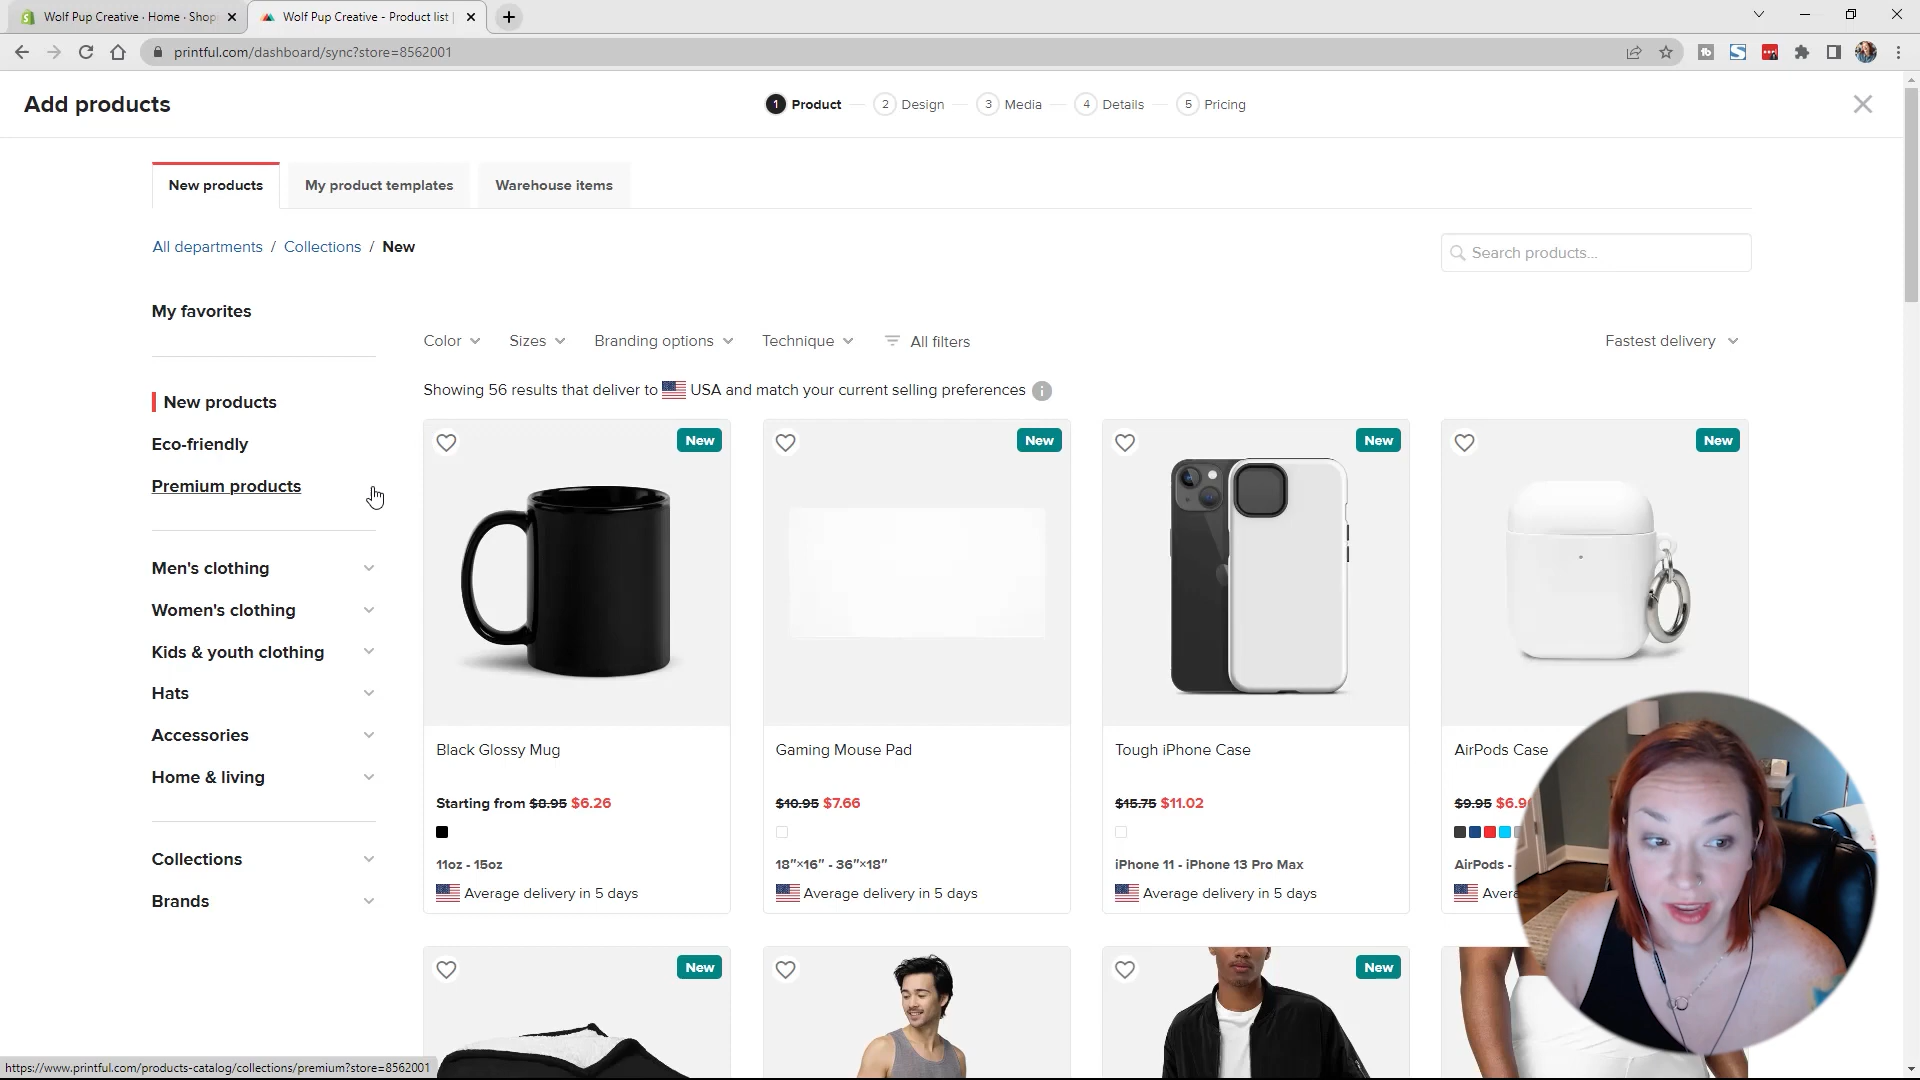 Wolf Pup Creative · Home · Shop
Wolf Pup Creative - Product list |
printful.com/dashboard/sync?store=8562001
Add products
1 Product
2 Design
3 Media
4 Details
5 Pricing
New products
My product templates
Warehouse items
All departments / Collections / New
Search products...
My favorites
New products
Eco-friendly
Premium products
Men's clothing
Women's clothing
Kids & youth clothing
Hats
Accessories
Home & living
Collections
Brands
Color
Sizes
Branding options
Technique
All filters
Fastest delivery
Showing 56 results that deliver to USA and match your current selling preferences i
New
Black Glossy Mug
Starting from $8.95 $6.26
11oz - 15oz
Average delivery in 5 days
New
Gaming Mouse Pad
$10.95 $7.66
18″×16″ - 36″×18″
Average delivery in 5 days
New
Tough iPhone Case
$15.75 $11.02
iPhone 11 - iPhone 13 Pro Max
Average delivery in 5 days
New
AirPods Case
$9.95
AirPods -
New
New
https://www.printful.com/products-catalog/collections/premium?store=8562001